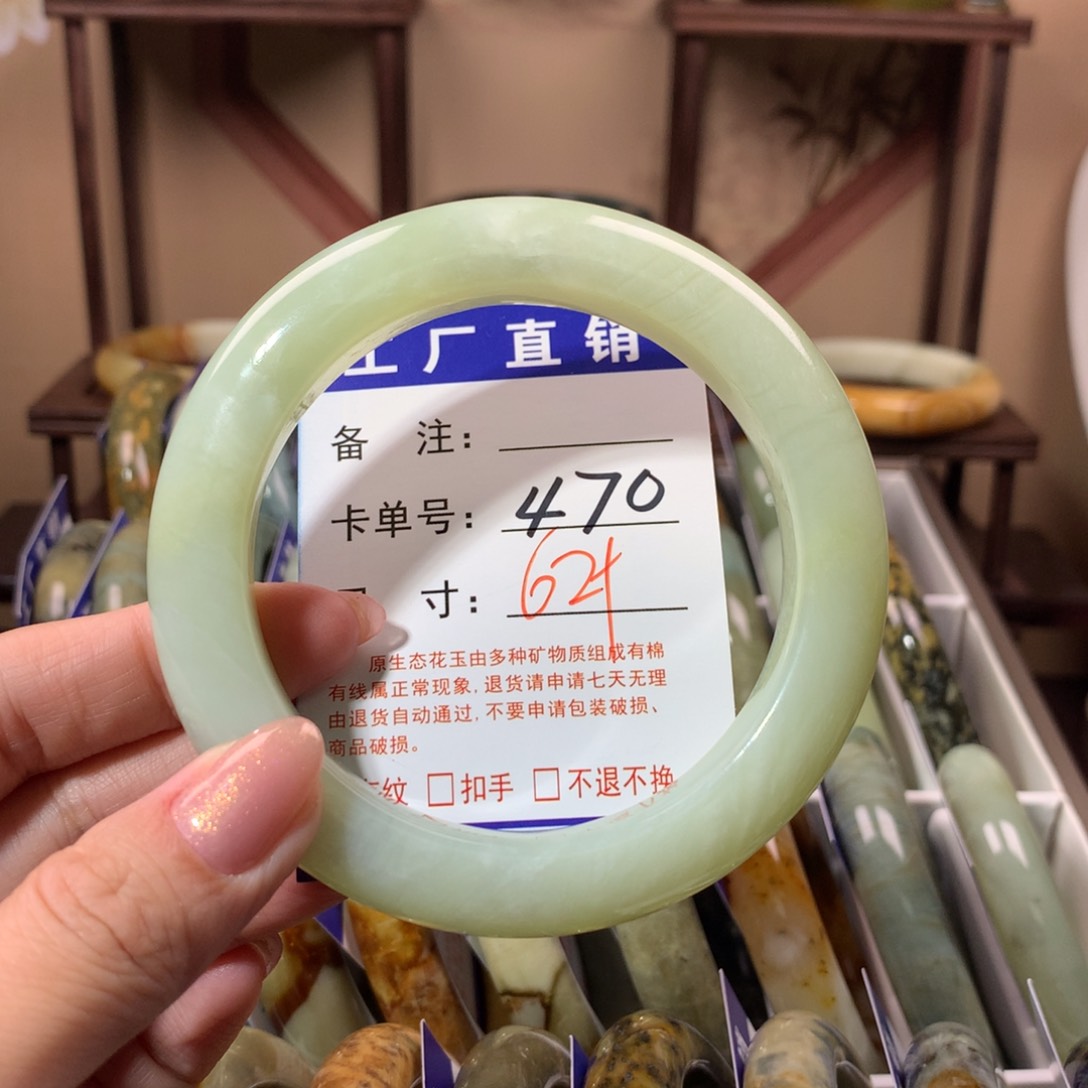 工厂直销
备 注:
卡单号: 470
寸: 62
原生态花玉由多种矿物质组成有棉
有线属正常现象,退货请申请七天无理
由退货自动通过,不要申请包装破损、
商品破损。
纹 □扣手 □不退不换